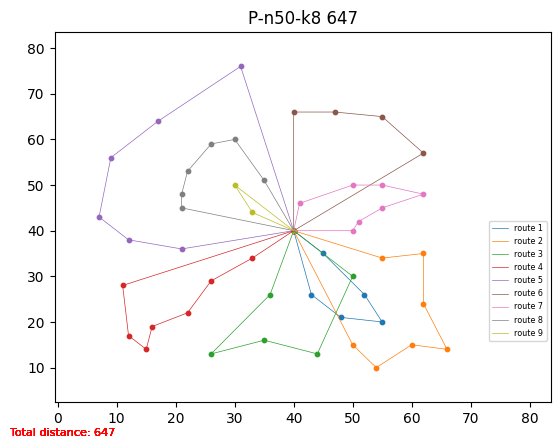 P-n50-k8 647
80
70
60
50
40
30
20
10
0 10 20 30 40 50 60 70 80
route 1
route 2
route 3
route 4
route 5
route 6
route 7
route 8
route 9
Total distance: 647